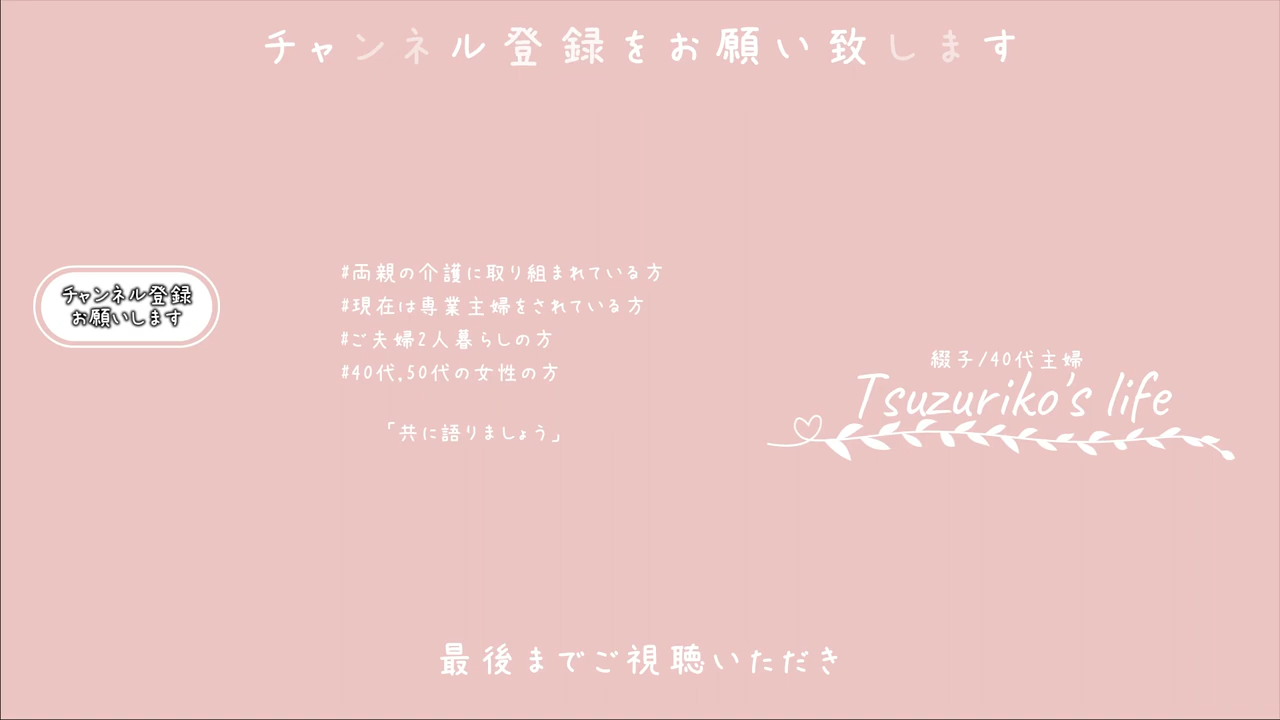 チャンネル登録をお願い致します
チャンネル登録
お願いします
#両親の介護に取り組まれている方
#現在は専業主婦をされている方
#ご夫婦2人暮らしの方
#40代,50代の女性の方
「共に語りましょう」
綴子/40代主婦
Tsuzuriko's life
最後までご視聴いただき